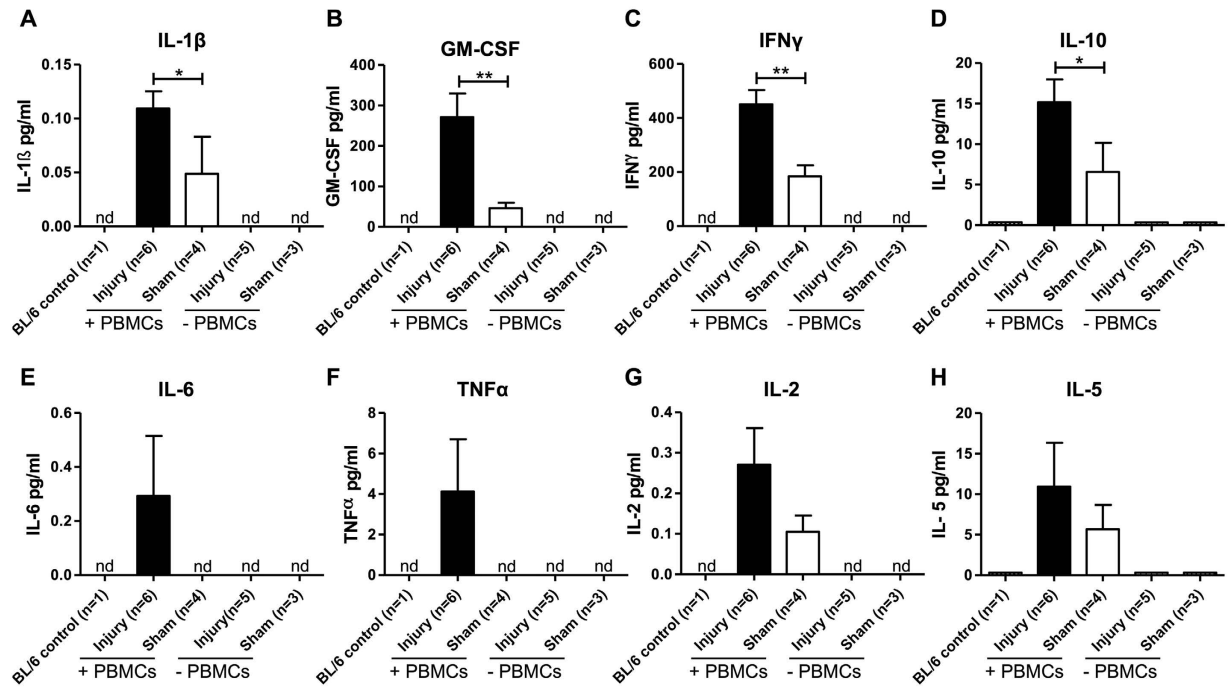 A
IL-1β
IL-1ß pg/ml
0.15
0.10
0.05
0.00
*
nd
nd
nd
BL/6 control (n=1)
Injury (n=6)
Sham (n=4)
Injury (n=5)
Sham (n=3)
+ PBMCs
- PBMCs
B
GM-CSF
GM-CSF pg/ml
400
300
200
100
0
**
nd
nd
nd
BL/6 control (n=1)
Injury (n=6)
Sham (n=4)
Injury (n=5)
Sham (n=3)
+ PBMCs
- PBMCs
C
IFNγ
IFNγ pg/ml
600
400
200
0
**
nd
nd
nd
BL/6 control (n=1)
Injury (n=6)
Sham (n=4)
Injury (n=5)
Sham (n=3)
+ PBMCs
- PBMCs
D
IL-10
IL-10 pg/ml
20
15
10
5
0
*
BL/6 control (n=1)
Injury (n=6)
Sham (n=4)
Injury (n=5)
Sham (n=3)
+ PBMCs
- PBMCs
E
IL-6
IL-6 pg/ml
0.6
0.4
0.2
0.0
nd
nd
nd
nd
BL/6 control (n=1)
Injury (n=6)
Sham (n=4)
Injury(n=5)
Sham (n=3)
+ PBMCs
- PBMCs
F
TNFα
TNFα pg/ml
8
6
4
2
0
nd
nd
nd
nd
BL/6 control (n=1)
Injury (n=6)
Sham (n=4)
Injury(n=5)
Sham (n=3)
+ PBMCs
- PBMCs
G
IL-2
IL-2 pg/ml
0.4
0.3
0.2
0.1
0.0
nd
nd
nd
BL/6 control (n=1)
Injury (n=6)
Sham (n=4)
Injury (n=5)
Sham (n=3)
+ PBMCs
- PBMCs
H
IL-5
IL- 5 pg/ml
20
15
10
5
0
BL/6 control (n=1)
Injury (n=6)
Sham (n=4)
Injury (n=5)
Sham (n=3)
+ PBMCs
- PBMCs